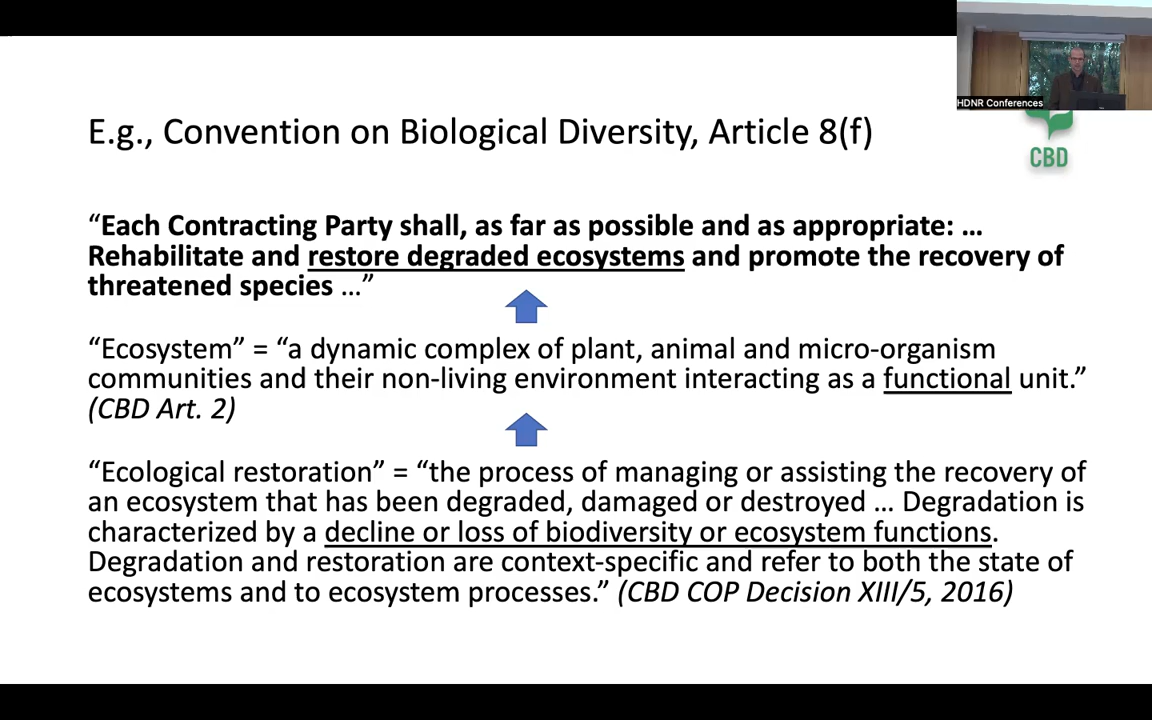 HDNR Conferences
E.g., Convention on Biological Diversity, Article 8(f)
CBD
“Each Contracting Party shall, as far as possible and as appropriate: …
Rehabilitate and restore degraded ecosystems and promote the recovery of
threatened species …”
“Ecosystem” = “a dynamic complex of plant, animal and micro-organism
communities and their non-living environment interacting as a functional unit.”
(CBD Art. 2)
“Ecological restoration” = “the process of managing or assisting the recovery of
an ecosystem that has been degraded, damaged or destroyed … Degradation is
characterized by a decline or loss of biodiversity or ecosystem functions.
Degradation and restoration are context-specific and refer to both the state of
ecosystems and to ecosystem processes.” (CBD COP Decision XIII/5, 2016)